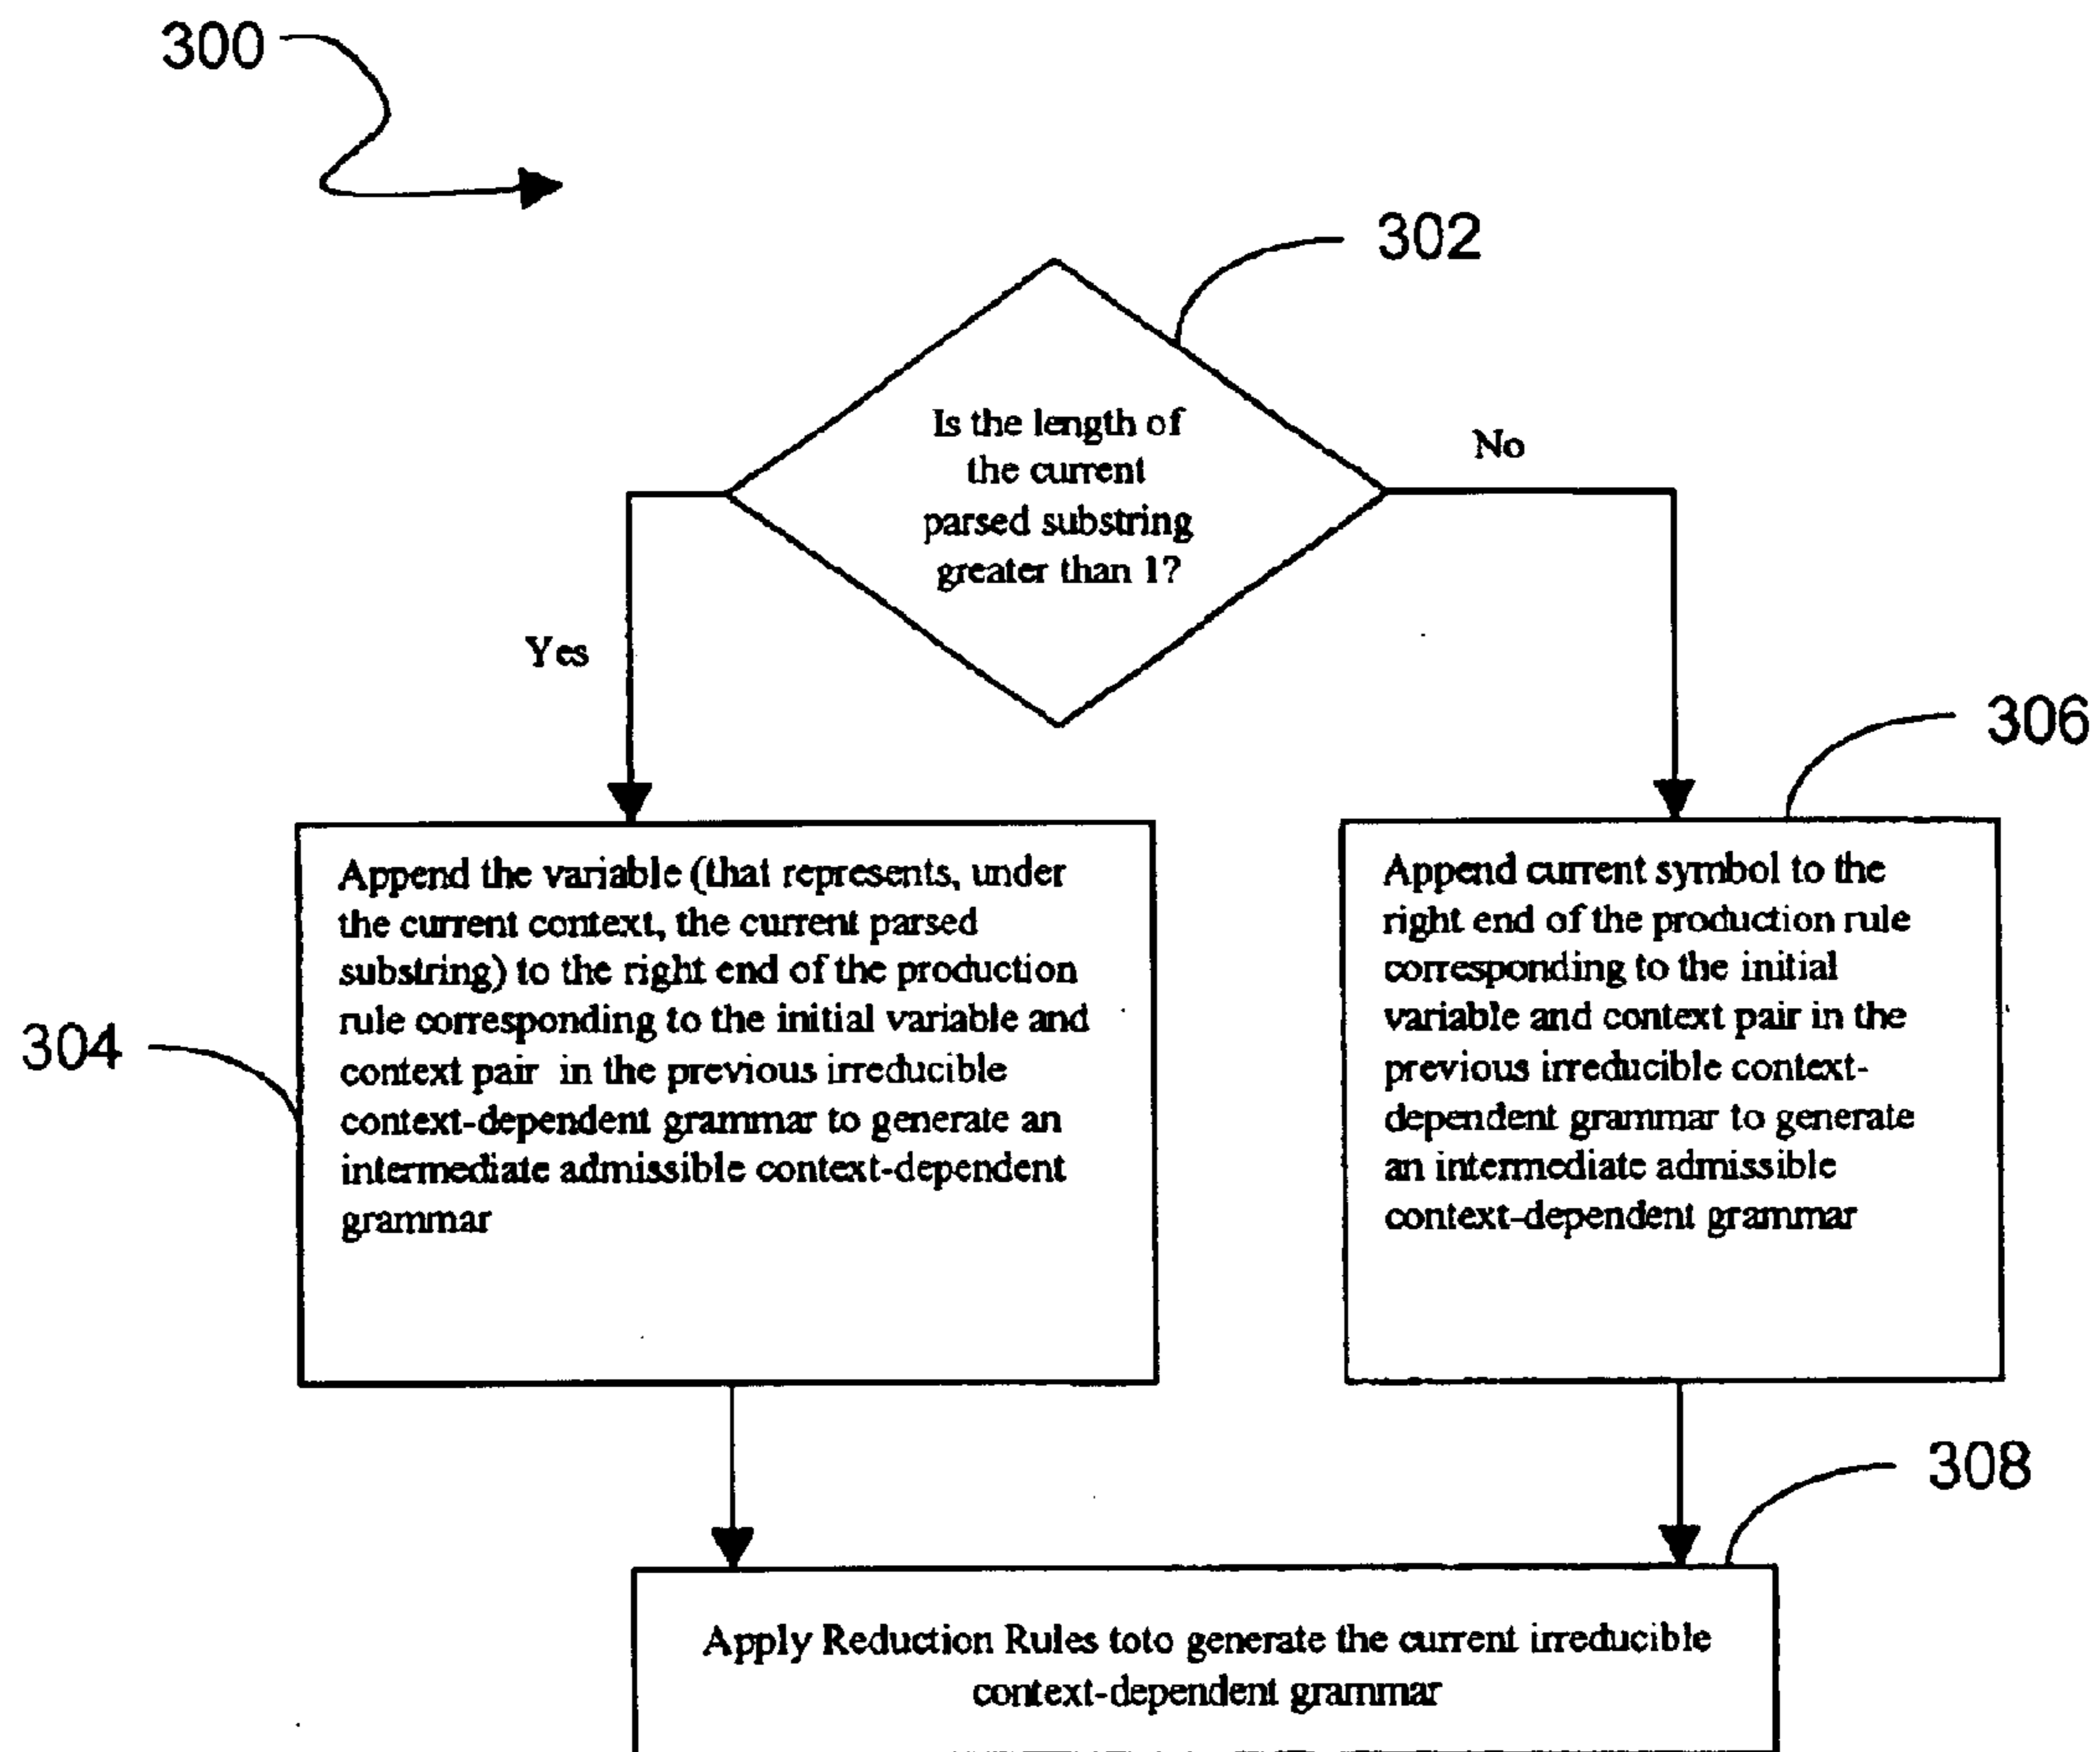 300
302
Is the length of
the current
parsed substring
greater than 1?
No
Yes
306
Append the variable (that represents, under
the current context, the current parsed
substring) to the right end of the production
rule corresponding to the initial variable and
context pair in the previous irreducible
context-dependent grammar to generate an
intermediate admissible context-dependent
grammar
304
Append current symbol to the
right end of the production rule
corresponding to the initial
variable and context pair in the
previous irreducible context-
dependent grammar to generate
an intermediate admissible
context-dependent grammar
308
Apply Reduction Rules toto generate the current irreducible
context-dependent grammar